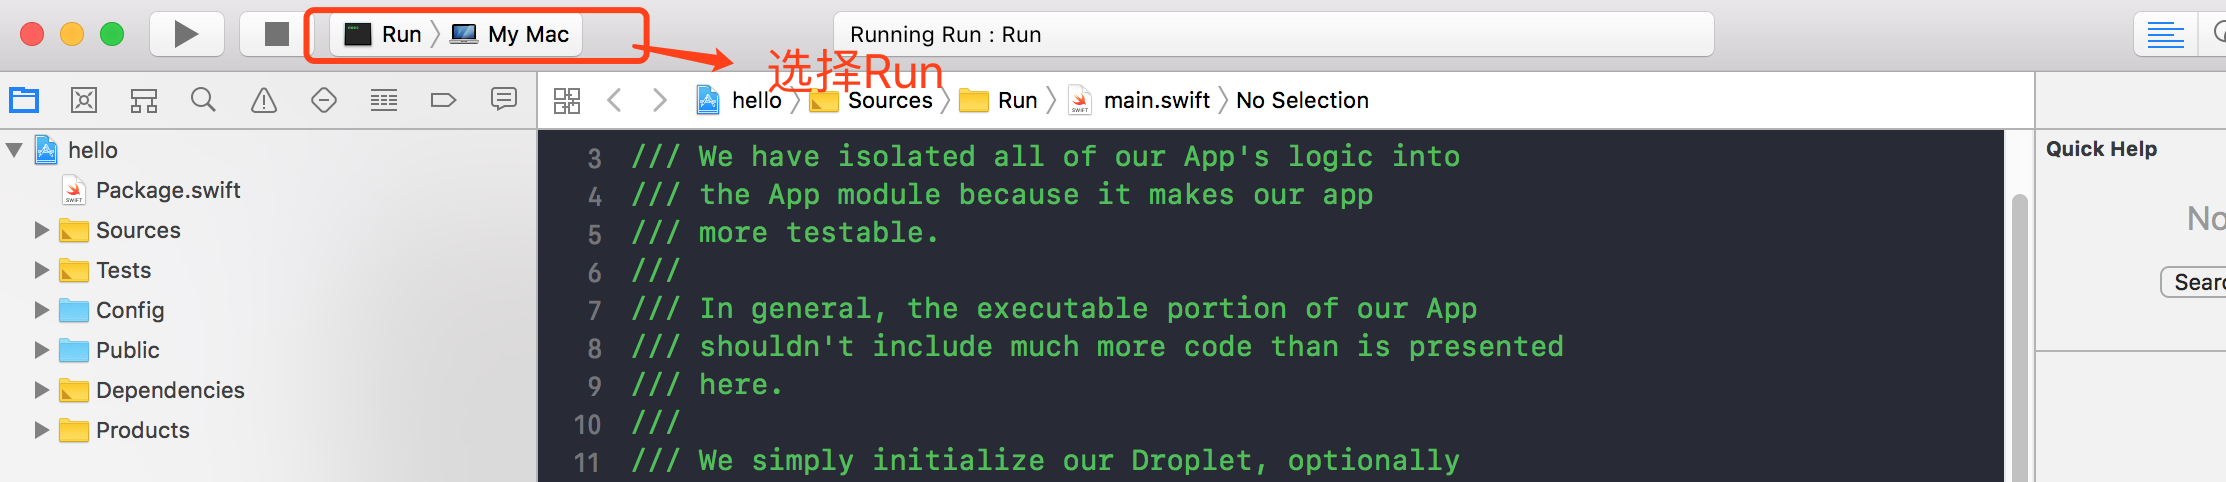 Run My Mac
Running Run : Run
选择Run
hello Sources Run main.swift No Selection
hello
Package.swift
Sources
Tests
Config
Public
Dependencies
Products
3 /// We have isolated all of our App's logic into
4 /// the App module because it makes our app
5 /// more testable.
6 ///
7 /// In general, the executable portion of our App
8 /// shouldn't include much more code than is presented
9 /// here.
10 ///
11 /// We simply initialize our Droplet, optionally
Quick Help
No
Searc